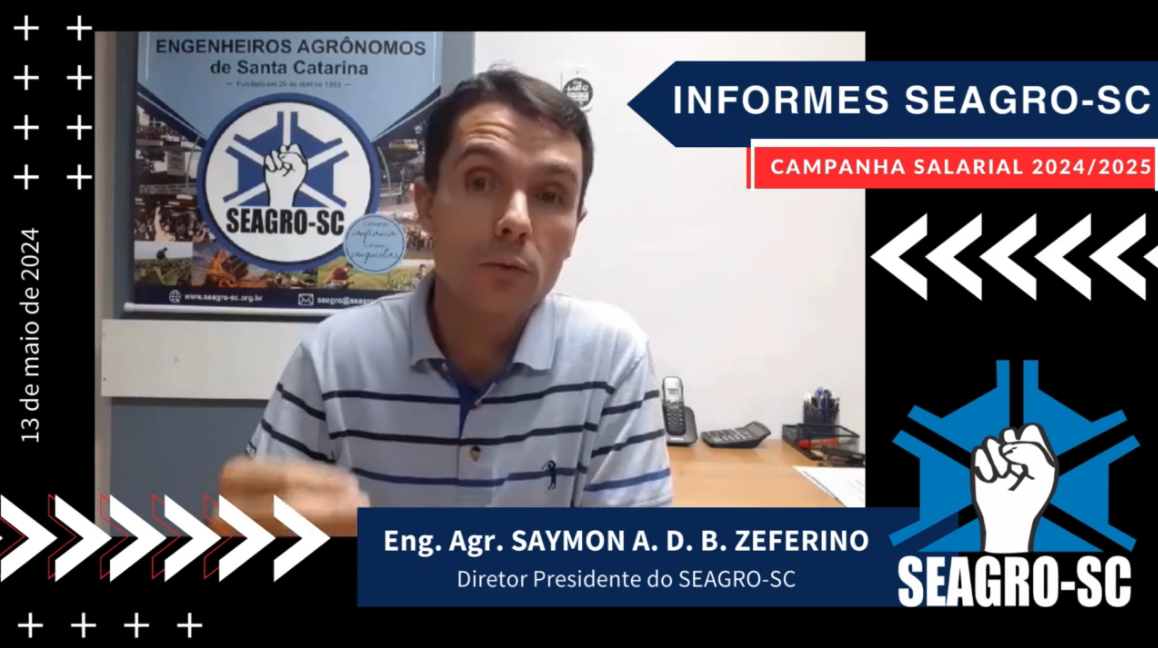 ENGENHEIROS AGRÔNOMOS
de Santa Catarina
SEAGRO-SC
www.seagro-sc.org.br
INFORMES SEAGRO-SC
CAMPANHA SALARIAL 2024/2025
13 de maio de 2024
Eng. Agr. SAYMON A. D. B. ZEFERINO
Diretor Presidente do SEAGRO-SC
SEAGRO-SC